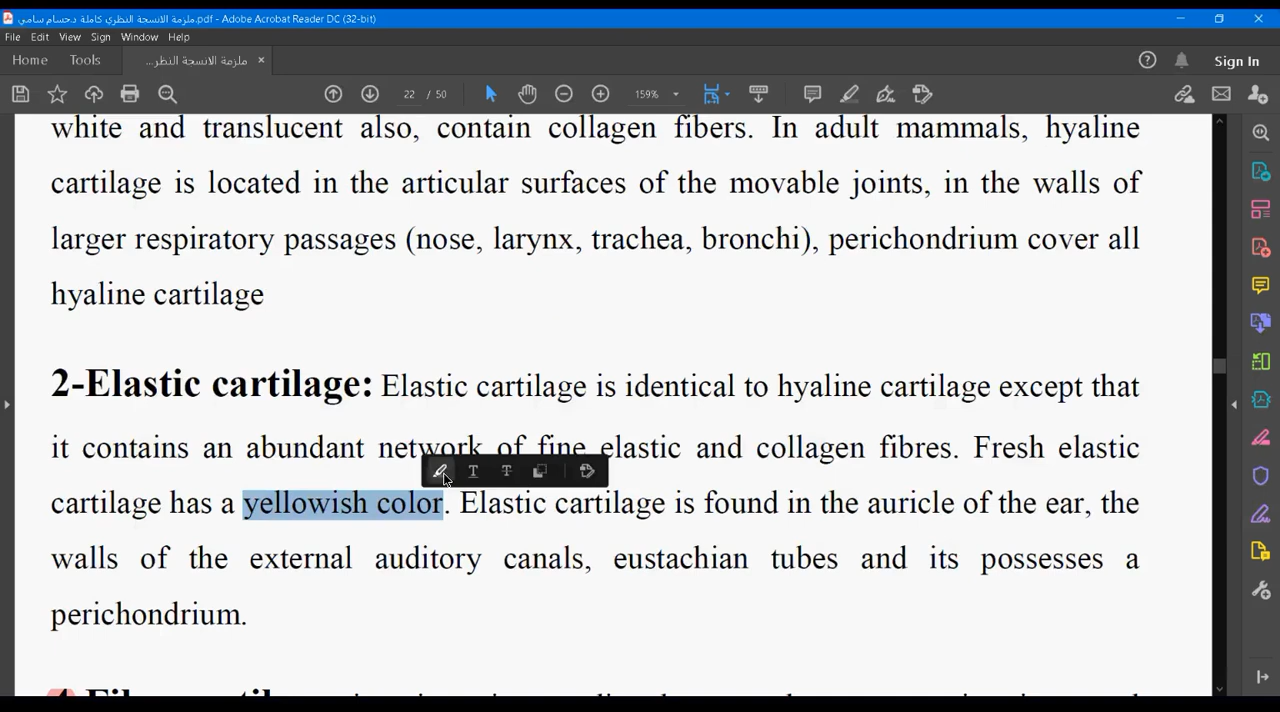 ملزمة الانسجة النظري كاملة د.حسام سامي.pdf - Adobe Acrobat Reader DC (32-bit)
File Edit View Sign Window Help
Home Tools ملزمة الانسجة النظر... × Sign In
22 / 50 159%
white and translucent also, contain collagen fibers. In adult mammals, hyaline
cartilage is located in the articular surfaces of the movable joints, in the walls of
larger respiratory passages (nose, larynx, trachea, bronchi), perichondrium cover all
hyaline cartilage
2-Elastic cartilage: Elastic cartilage is identical to hyaline cartilage except that
it contains an abundant network of fine elastic and collagen fibres. Fresh elastic
cartilage has a yellowish color. Elastic cartilage is found in the auricle of the ear, the
walls of the external auditory canals, eustachian tubes and its possesses a
perichondrium.